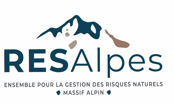 RESAlpes
ENSEMBLE POUR LA GESTION DES RISQUES NATURELS
MASSIF ALPIN